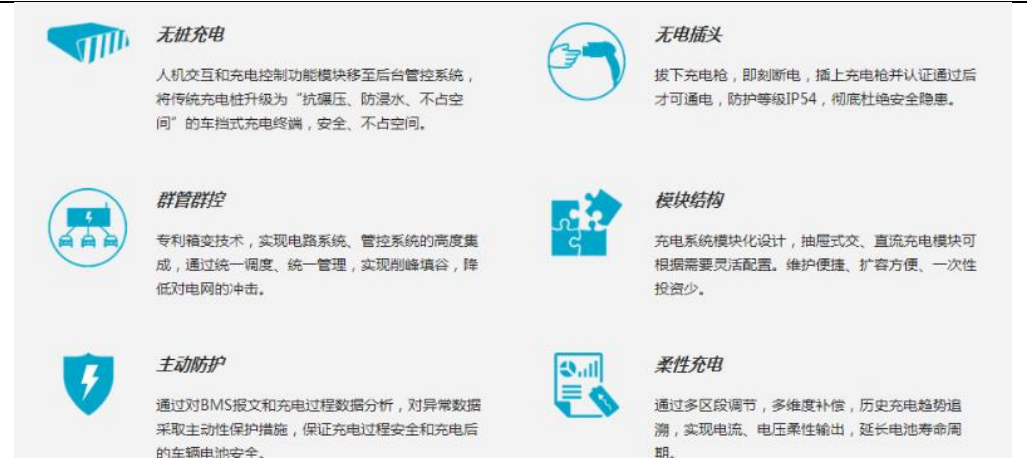 无桩充电
人机交互和充电控制功能模块移至后台管控系统，
将传统充电桩升级为“抗碾压、防浸水、不占空
间”的车挡式充电终端，安全、不占空间。
无电插头
拔下充电枪，即刻断电，插上充电枪并认证通过后
才可通电，防护等级IP54，彻底杜绝安全隐患。
群管群控
专利箱变技术，实现电路系统、管控系统的高度集
成，通过统一调度、统一管理，实现削峰填谷，降
低对电网的冲击。
模块结构
充电系统模块化设计，抽屉式交、直流充电模块可
根据需要灵活配置。维护便捷、扩容方便、一次性
投资少。
主动防护
通过对BMS报文和充电过程数据分析，对异常数据
采取主动性保护措施，保证充电过程安全和充电后
的车辆电池安全。
柔性充电
通过多区段调节，多维度补偿，历史充电趋势追
溯，实现电流、电压柔性输出，延长电池寿命周
期。